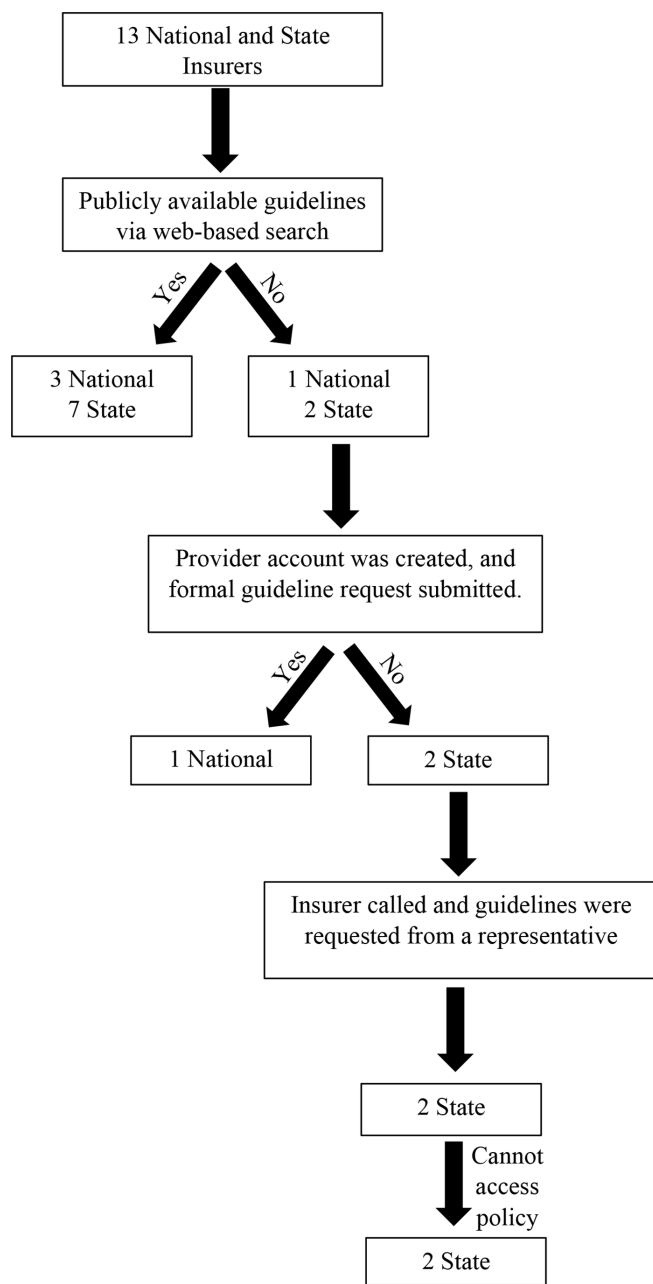 13 National and State
Insurers
Publicly available guidelines
via web-based search
Yes
No
3 National
7 State
1 National
2 State
Provider account was created, and
formal guideline request submitted.
Yes
No
1 National
2 State
Insurer called and guidelines were
requested from a representative
2 State
Cannot
access
policy
2 State